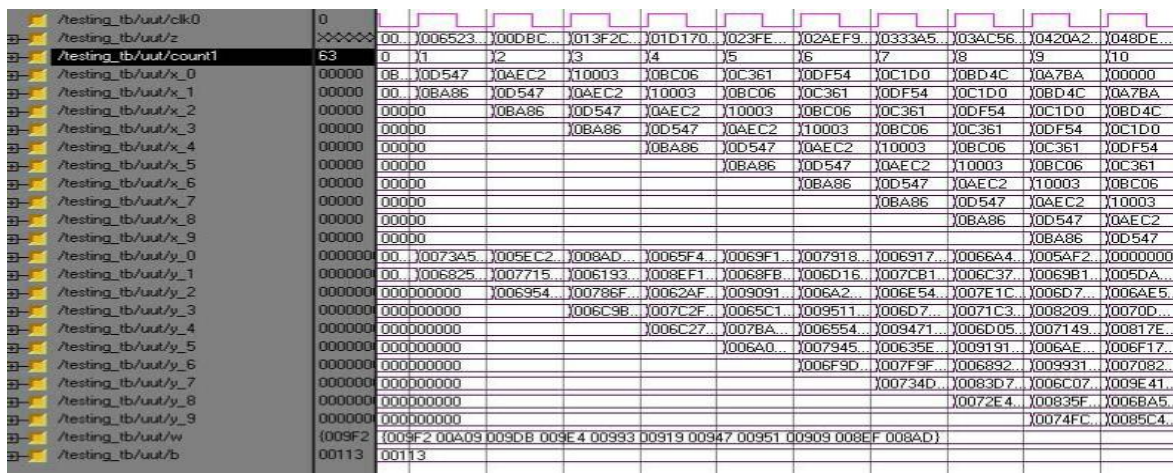 /testing_tb/uut/clk0 0
/testing_tb/uut/z 00... 006523... 00DBC... 013F2C... 01D170... 023FE... 02AEF9... 0333A5... 03AC56... 0420A2... 048DE...
/testing_tb/uut/count1 63 0 1 2 3 4 5 6 7 8 9 10
/testing_tb/uut/x_0 00000 0B... 0D547 0AEC2 10003 0BC06 0C361 0DF54 0C1D0 0BD4C 0A7BA 00000
/testing_tb/uut/x_1 00000 00... 0BA86 0D547 0AEC2 10003 0BC06 0C361 0DF54 0C1D0 0BD4C 0A7BA
/testing_tb/uut/x_2 00000 00000 0BA86 0D547 0AEC2 10003 0BC06 0C361 0DF54 0C1D0 0BD4C
/testing_tb/uut/x_3 00000 00000 0BA86 0D547 0AEC2 10003 0BC06 0C361 0DF54 0C1D0
/testing_tb/uut/x_4 00000 00000 0BA86 0D547 0AEC2 10003 0BC06 0C361 0DF54
/testing_tb/uut/x_5 00000 00000 0BA86 0D547 0AEC2 10003 0BC06 0C361
/testing_tb/uut/x_6 00000 00000 0BA86 0D547 0AEC2 10003 0BC06
/testing_tb/uut/x_7 00000 00000 0BA86 0D547 0AEC2 10003
/testing_tb/uut/x_8 00000 00000 0BA86 0D547 0AEC2
/testing_tb/uut/x_9 00000 00000 0BA86 0D547
/testing_tb/uut/y_0 000000 00... 0073A5... 005EC2... 008AD... 0065F4... 0069F1... 007918... 006917... 0066A4... 005AF2... 0000000
/testing_tb/uut/y_1 000000 00... 006825... 007715... 006193... 008EF1... 0068FB... 006D16... 007CB1... 006C37... 0069B1... 005DA...
/testing_tb/uut/y_2 000000 000000000 006954... 00786F... 0062AF... 009091... 006A2... 006E54... 007E1C... 006D7... 006AE5...
/testing_tb/uut/y_3 000000 000000000 006C9B... 007C2F... 0065C1... 009511... 006D7... 0071C3... 008209... 0070D...
/testing_tb/uut/y_4 000000 000000000 006C27... 007BA... 006554... 009471... 006D05... 007149... 00817E...
/testing_tb/uut/y_5 000000 000000000 006A0... 007945... 00635E... 009191... 006AE... 006F17...
/testing_tb/uut/y_6 000000 000000000 006F9D... 007F9F... 006892... 009931... 007082...
/testing_tb/uut/y_7 000000 000000000 00734D... 0083D7... 006C07... 009E41...
/testing_tb/uut/y_8 000000 000000000 0072E4... 00835F... 006BA5...
/testing_tb/uut/y_9 000000 000000000 0074FC... 0085C4...
/testing_tb/uut/w {009F2 {009F2 00A09 009DB 009E4 00993 00919 00947 00951 00909 008EF 008AD}
/testing_tb/uut/b 00113 00113